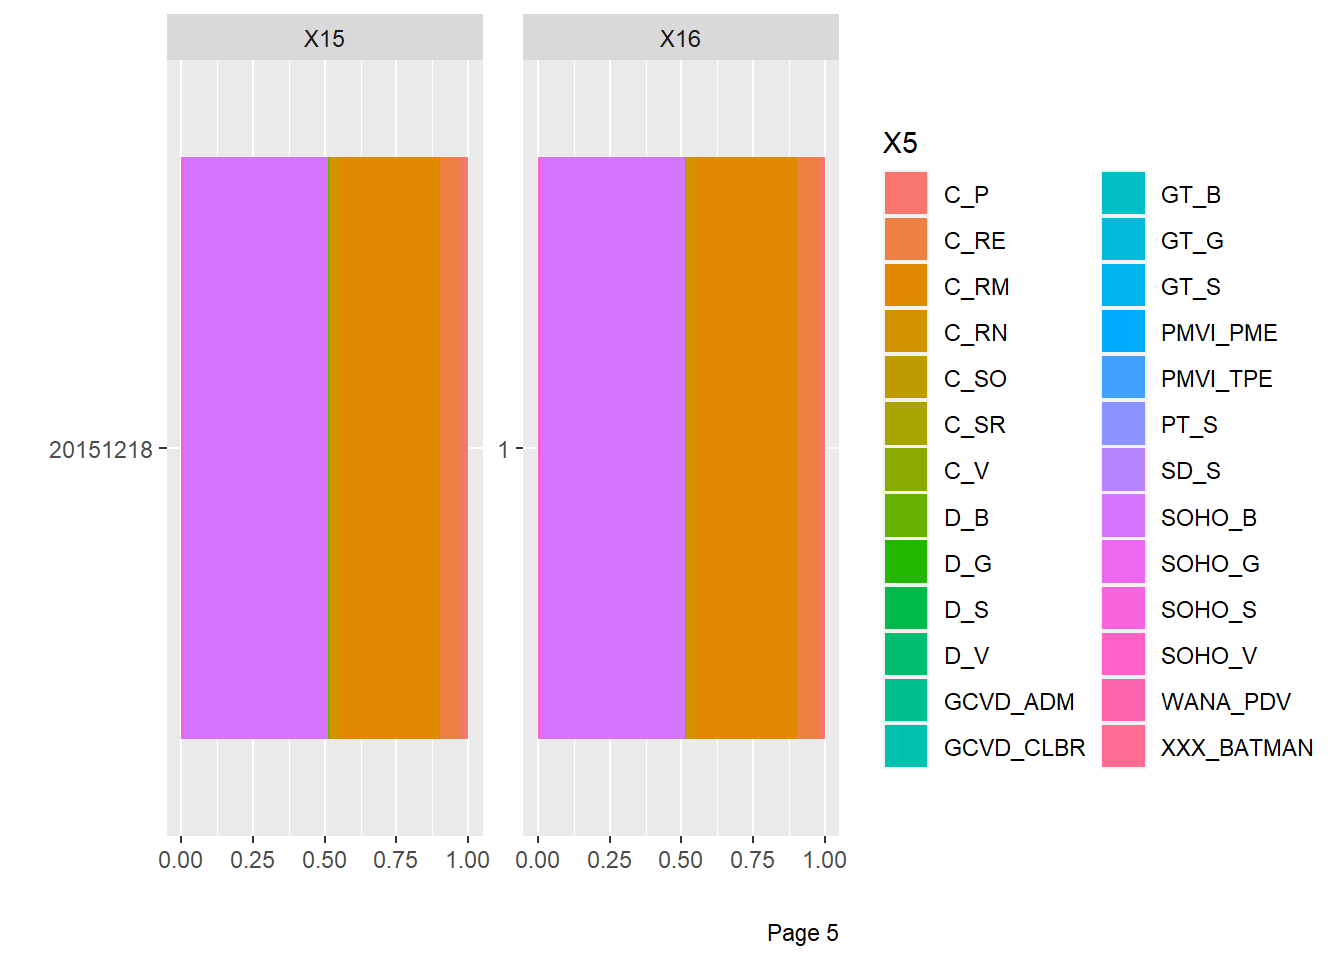 X15
X16
20151218
1
0.00 0.25 0.50 0.75 1.00
0.00 0.25 0.50 0.75 1.00
X5
C_P
C_RE
C_RM
C_RN
C_SO
C_SR
C_V
D_B
D_G
D_S
D_V
GCVD_ADM
GCVD_CLBR
GT_B
GT_G
GT_S
PMVI_PME
PMVI_TPE
PT_S
SD_S
SOHO_B
SOHO_G
SOHO_S
SOHO_V
WANA_PDV
XXX_BATMAN
Page 5